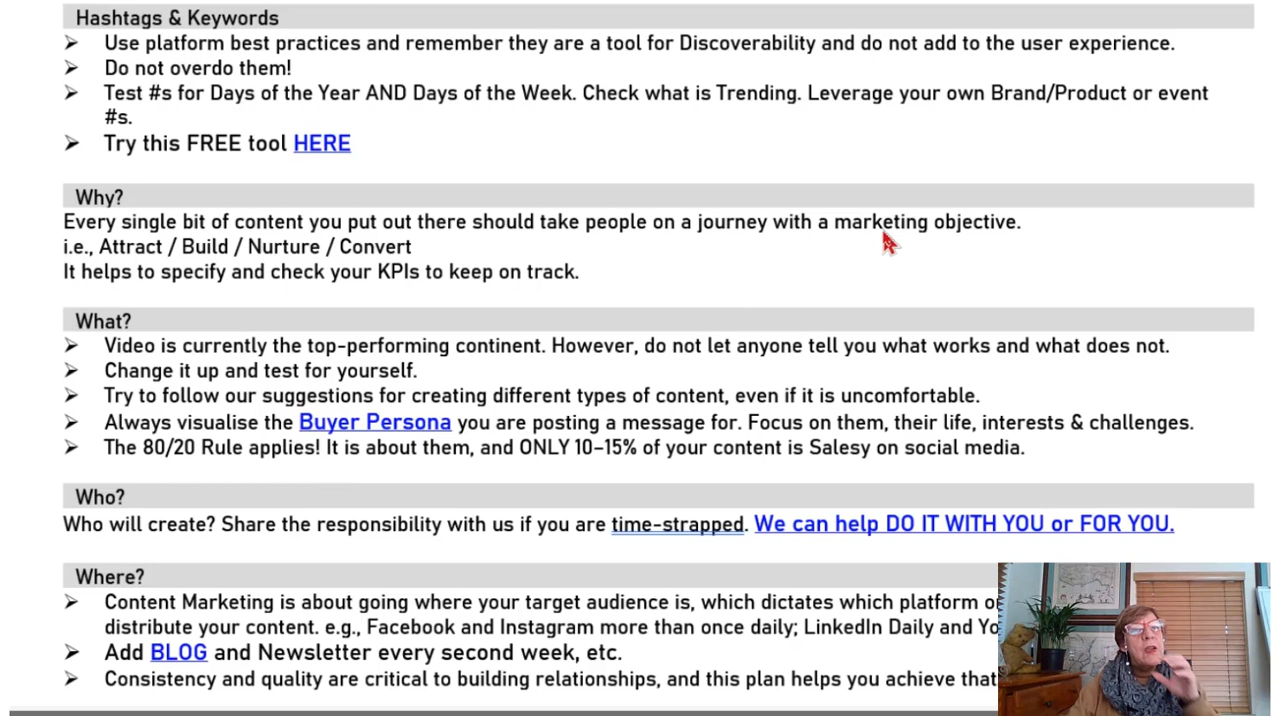 Hashtags & Keywords
➢ Use platform best practices and remember they are a tool for Discoverability and do not add to the user experience.
➢ Do not overdo them!
➢ Test #s for Days of the Year AND Days of the Week. Check what is Trending. Leverage your own Brand/Product or event
#s.
➢ Try this FREE tool HERE
Why?
Every single bit of content you put out there should take people on a journey with a marketing objective.
i.e., Attract / Build / Nurture / Convert
It helps to specify and check your KPIs to keep on track.
What?
➢ Video is currently the top-performing continent. However, do not let anyone tell you what works and what does not.
➢ Change it up and test for yourself.
➢ Try to follow our suggestions for creating different types of content, even if it is uncomfortable.
➢ Always visualise the Buyer Persona you are posting a message for. Focus on them, their life, interests & challenges.
➢ The 80/20 Rule applies! It is about them, and ONLY 10–15% of your content is Salesy on social media.
Who?
Who will create? Share the responsibility with us if you are time-strapped. We can help DO IT WITH YOU or FOR YOU.
Where?
➢ Content Marketing is about going where your target audience is, which dictates which platform
distribute your content. e.g., Facebook and Instagram more than once daily; LinkedIn Daily and
➢ Add BLOG and Newsletter every second week, etc.
➢ Consistency and quality are critical to building relationships, and this plan helps you achieve that